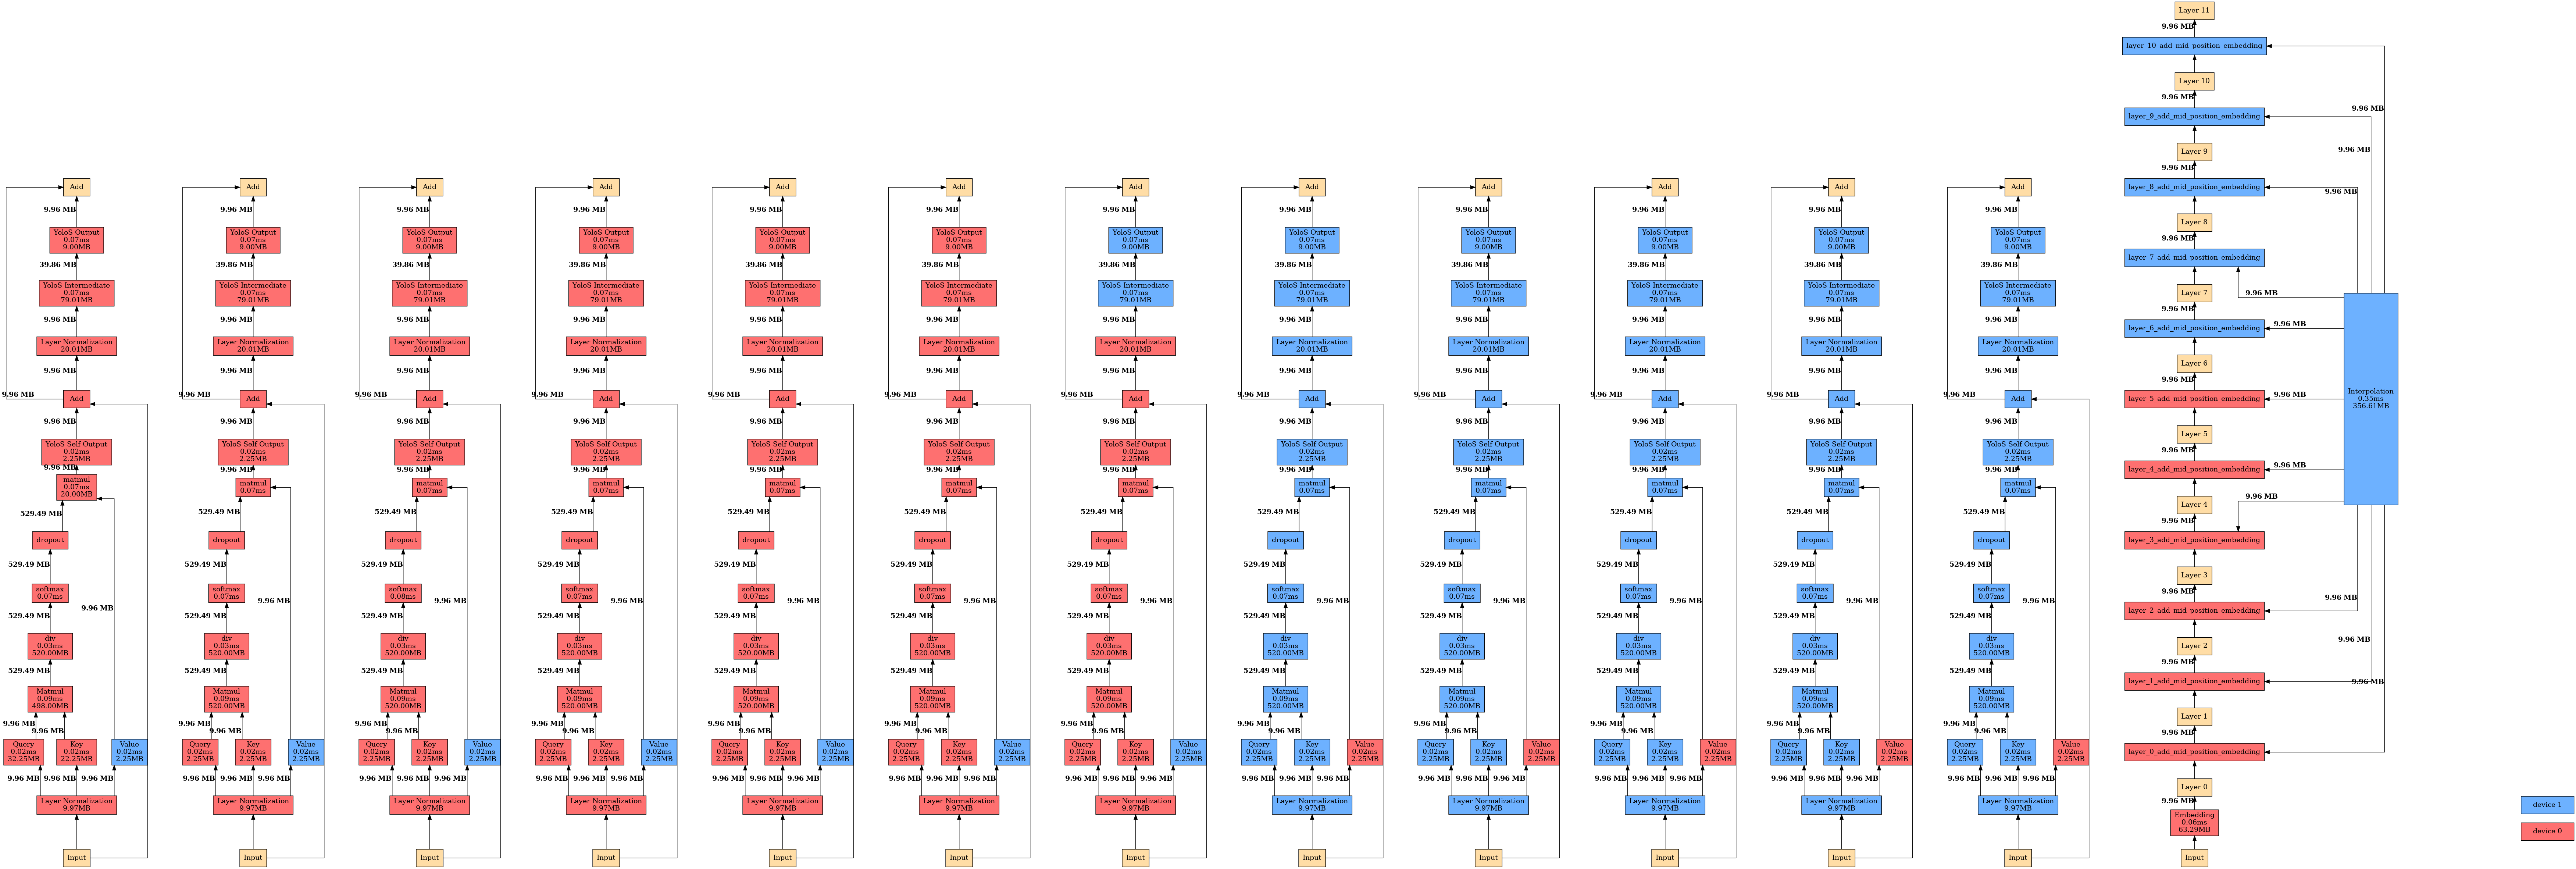 Add
9.96 MB
YoloS Output
0.07ms
9.00MB
39.86 MB
YoloS Intermediate
0.07ms
79.01MB
9.96 MB
Layer Normalization
20.01MB
9.96 MB
9.96 MB
Add
9.96 MB
YoloS Self Output
0.02ms
2.25MB
9.96 MB
matmul
0.07ms
20.00MB
529.49 MB
dropout
529.49 MB
softmax
0.07ms
9.96 MB
529.49 MB
div
0.03ms
520.00MB
529.49 MB
Matmul
0.09ms
498.00MB
9.96 MB
9.96 MB
Query
0.02ms
32.25MB
Key
0.02ms
22.25MB
Value
0.02ms
2.25MB
9.96 MB
9.96 MB
9.96 MB
Layer Normalization
9.97MB
Input
Add
9.96 MB
YoloS Output
0.07ms
9.00MB
39.86 MB
YoloS Intermediate
0.07ms
79.01MB
9.96 MB
Layer Normalization
20.01MB
9.96 MB
9.96 MB
Add
9.96 MB
YoloS Self Output
0.02ms
2.25MB
9.96 MB
matmul
0.07ms
529.49 MB
dropout
529.49 MB
softmax
0.07ms
9.96 MB
529.49 MB
div
0.03ms
520.00MB
529.49 MB
Matmul
0.09ms
520.00MB
9.96 MB
9.96 MB
Query
0.02ms
2.25MB
Key
0.02ms
2.25MB
Value
0.02ms
2.25MB
9.96 MB
9.96 MB
9.96 MB
Layer Normalization
9.97MB
Input
Add
9.96 MB
YoloS Output
0.07ms
9.00MB
39.86 MB
YoloS Intermediate
0.07ms
79.01MB
9.96 MB
Layer Normalization
20.01MB
9.96 MB
9.96 MB
Add
9.96 MB
YoloS Self Output
0.02ms
2.25MB
9.96 MB
matmul
0.07ms
529.49 MB
dropout
529.49 MB
softmax
0.08ms
9.96 MB
529.49 MB
div
0.03ms
520.00MB
529.49 MB
Matmul
0.09ms
520.00MB
9.96 MB
9.96 MB
Query
0.02ms
2.25MB
Key
0.02ms
2.25MB
Value
0.02ms
2.25MB
9.96 MB
9.96 MB
9.96 MB
Layer Normalization
9.97MB
Input
Add
9.96 MB
YoloS Output
0.07ms
9.00MB
39.86 MB
YoloS Intermediate
0.07ms
79.01MB
9.96 MB
Layer Normalization
20.01MB
9.96 MB
9.96 MB
Add
9.96 MB
YoloS Self Output
0.02ms
2.25MB
9.96 MB
matmul
0.07ms
529.49 MB
dropout
529.49 MB
softmax
0.07ms
9.96 MB
529.49 MB
div
0.03ms
520.00MB
529.49 MB
Matmul
0.09ms
520.00MB
9.96 MB
9.96 MB
Query
0.02ms
2.25MB
Key
0.02ms
2.25MB
Value
0.02ms
2.25MB
9.96 MB
9.96 MB
9.96 MB
Layer Normalization
9.97MB
Input
Add
9.96 MB
YoloS Output
0.07ms
9.00MB
39.86 MB
YoloS Intermediate
0.07ms
79.01MB
9.96 MB
Layer Normalization
20.01MB
9.96 MB
9.96 MB
Add
9.96 MB
YoloS Self Output
0.02ms
2.25MB
9.96 MB
matmul
0.07ms
529.49 MB
dropout
529.49 MB
softmax
0.07ms
9.96 MB
529.49 MB
div
0.03ms
520.00MB
529.49 MB
Matmul
0.09ms
520.00MB
9.96 MB
9.96 MB
Query
0.02ms
2.25MB
Key
0.02ms
2.25MB
Value
0.02ms
2.25MB
9.96 MB
9.96 MB
9.96 MB
Layer Normalization
9.97MB
Input
Add
9.96 MB
YoloS Output
0.07ms
9.00MB
39.86 MB
YoloS Intermediate
0.07ms
79.01MB
9.96 MB
Layer Normalization
20.01MB
9.96 MB
9.96 MB
Add
9.96 MB
YoloS Self Output
0.02ms
2.25MB
9.96 MB
matmul
0.07ms
529.49 MB
dropout
529.49 MB
softmax
0.07ms
9.96 MB
529.49 MB
div
0.03ms
520.00MB
529.49 MB
Matmul
0.09ms
520.00MB
9.96 MB
9.96 MB
Query
0.02ms
2.25MB
Key
0.02ms
2.25MB
Value
0.02ms
2.25MB
9.96 MB
9.96 MB
9.96 MB
Layer Normalization
9.97MB
Input
Add
9.96 MB
YoloS Output
0.07ms
9.00MB
39.86 MB
YoloS Intermediate
0.07ms
79.01MB
9.96 MB
Layer Normalization
20.01MB
9.96 MB
9.96 MB
Add
9.96 MB
YoloS Self Output
0.02ms
2.25MB
9.96 MB
matmul
0.07ms
529.49 MB
dropout
529.49 MB
softmax
0.07ms
9.96 MB
529.49 MB
div
0.03ms
520.00MB
529.49 MB
Matmul
0.09ms
520.00MB
9.96 MB
9.96 MB
Query
0.02ms
2.25MB
Key
0.02ms
2.25MB
Value
0.02ms
2.25MB
9.96 MB
9.96 MB
9.96 MB
Layer Normalization
9.97MB
Input
Add
9.96 MB
YoloS Output
0.07ms
9.00MB
39.86 MB
YoloS Intermediate
0.07ms
79.01MB
9.96 MB
Layer Normalization
20.01MB
9.96 MB
9.96 MB
Add
9.96 MB
YoloS Self Output
0.02ms
2.25MB
9.96 MB
matmul
0.07ms
529.49 MB
dropout
529.49 MB
softmax
0.07ms
9.96 MB
529.49 MB
div
0.03ms
520.00MB
529.49 MB
Matmul
0.09ms
520.00MB
9.96 MB
9.96 MB
Query
0.02ms
2.25MB
Key
0.02ms
2.25MB
Value
0.02ms
2.25MB
9.96 MB
9.96 MB
9.96 MB
Layer Normalization
9.97MB
Input
Add
9.96 MB
YoloS Output
0.07ms
9.00MB
39.86 MB
YoloS Intermediate
0.07ms
79.01MB
9.96 MB
Layer Normalization
20.01MB
9.96 MB
9.96 MB
Add
9.96 MB
YoloS Self Output
0.02ms
2.25MB
9.96 MB
matmul
0.07ms
529.49 MB
dropout
529.49 MB
softmax
0.07ms
9.96 MB
529.49 MB
div
0.03ms
520.00MB
529.49 MB
Matmul
0.09ms
520.00MB
9.96 MB
9.96 MB
Query
0.02ms
2.25MB
Key
0.02ms
2.25MB
Value
0.02ms
2.25MB
9.96 MB
9.96 MB
9.96 MB
Layer Normalization
9.97MB
Input
Add
9.96 MB
YoloS Output
0.07ms
9.00MB
39.86 MB
YoloS Intermediate
0.07ms
79.01MB
9.96 MB
Layer Normalization
20.01MB
9.96 MB
9.96 MB
Add
9.96 MB
YoloS Self Output
0.02ms
2.25MB
9.96 MB
matmul
0.07ms
529.49 MB
dropout
529.49 MB
softmax
0.07ms
9.96 MB
529.49 MB
div
0.03ms
520.00MB
529.49 MB
Matmul
0.09ms
520.00MB
9.96 MB
9.96 MB
Query
0.02ms
2.25MB
Key
0.02ms
2.25MB
Value
0.02ms
2.25MB
9.96 MB
9.96 MB
9.96 MB
Layer Normalization
9.97MB
Input
Add
9.96 MB
YoloS Output
0.07ms
9.00MB
39.86 MB
YoloS Intermediate
0.07ms
79.01MB
9.96 MB
Layer Normalization
20.01MB
9.96 MB
9.96 MB
Add
9.96 MB
YoloS Self Output
0.02ms
2.25MB
9.96 MB
matmul
0.07ms
529.49 MB
dropout
529.49 MB
softmax
0.07ms
9.96 MB
529.49 MB
div
0.03ms
520.00MB
529.49 MB
Matmul
0.09ms
520.00MB
9.96 MB
9.96 MB
Query
0.02ms
2.25MB
Key
0.02ms
2.25MB
Value
0.02ms
2.25MB
9.96 MB
9.96 MB
9.96 MB
Layer Normalization
9.97MB
Input
Add
9.96 MB
YoloS Output
0.07ms
9.00MB
39.86 MB
YoloS Intermediate
0.07ms
79.01MB
9.96 MB
Layer Normalization
20.01MB
9.96 MB
9.96 MB
Add
9.96 MB
YoloS Self Output
0.02ms
2.25MB
9.96 MB
matmul
0.07ms
529.49 MB
dropout
529.49 MB
softmax
0.07ms
9.96 MB
529.49 MB
div
0.03ms
520.00MB
529.49 MB
Matmul
0.09ms
520.00MB
9.96 MB
9.96 MB
Query
0.02ms
2.25MB
Key
0.02ms
2.25MB
Value
0.02ms
2.25MB
9.96 MB
9.96 MB
9.96 MB
Layer Normalization
9.97MB
Input
Layer 11
9.96 MB
layer_10_add_mid_position_embedding
Layer 10
9.96 MB
9.96 MB
layer_9_add_mid_position_embedding
Layer 9
9.96 MB
9.96 MB
layer_8_add_mid_position_embedding
9.96 MB
Layer 8
9.96 MB
layer_7_add_mid_position_embedding
Layer 7
9.96 MB
9.96 MB
layer_6_add_mid_position_embedding
9.96 MB
Layer 6
9.96 MB
layer_5_add_mid_position_embedding
9.96 MB
Interpolation
0.35ms
356.61MB
Layer 5
9.96 MB
layer_4_add_mid_position_embedding
9.96 MB
Layer 4
9.96 MB
9.96 MB
layer_3_add_mid_position_embedding
Layer 3
9.96 MB
9.96 MB
layer_2_add_mid_position_embedding
Layer 2
9.96 MB
9.96 MB
layer_1_add_mid_position_embedding
9.96 MB
Layer 1
9.96 MB
layer_0_add_mid_position_embedding
Layer 0
9.96 MB
Embedding
0.06ms
63.29MB
Input
device 1
device 0